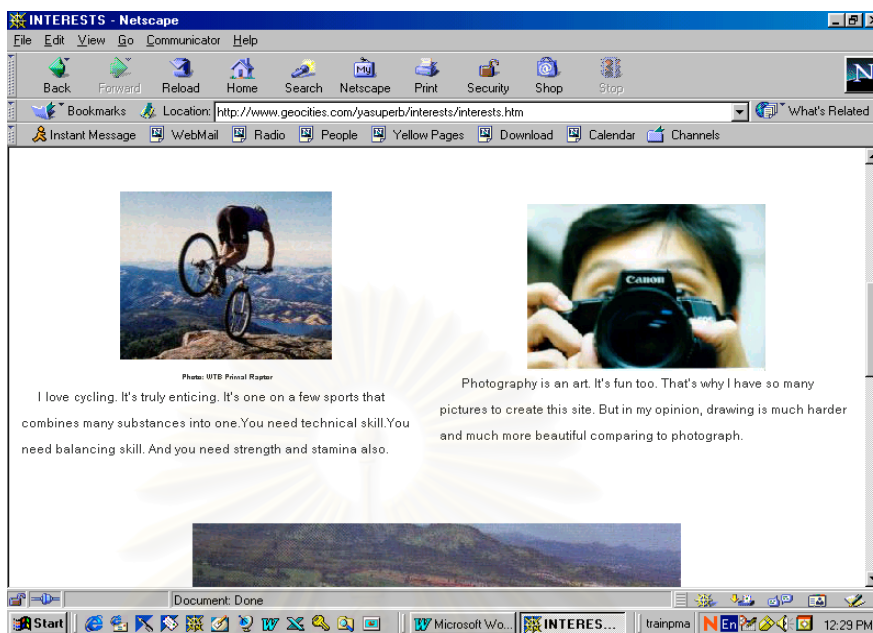 INTERESTS - Netscape
File Edit View Go Communicator Help
My
N
Back Forward Reload Home Search Netscape Print Security Shop Stop
Bookmarks Location: http://www.geocities.com/yasuperb/interests/interests.htm What's Related
Instant Message WebMail Radio People Yellow Pages Download Calendar Channels
Canon
Photo: WTB Primal Raptor
I love cycling. It's truly enticing. It's one on a few sports that
combines many substances into one.You need technical skill.You
need balancing skill. And you need strength and stamina also.
Photography is an art. It's fun too. That's why I have so many
pictures to create this site. But in my opinion, drawing is much harder
and much more beautiful comparing to photograph.
Document: Done
Start Microsoft Wo... INTERES... trainpma N En 12:29 PM